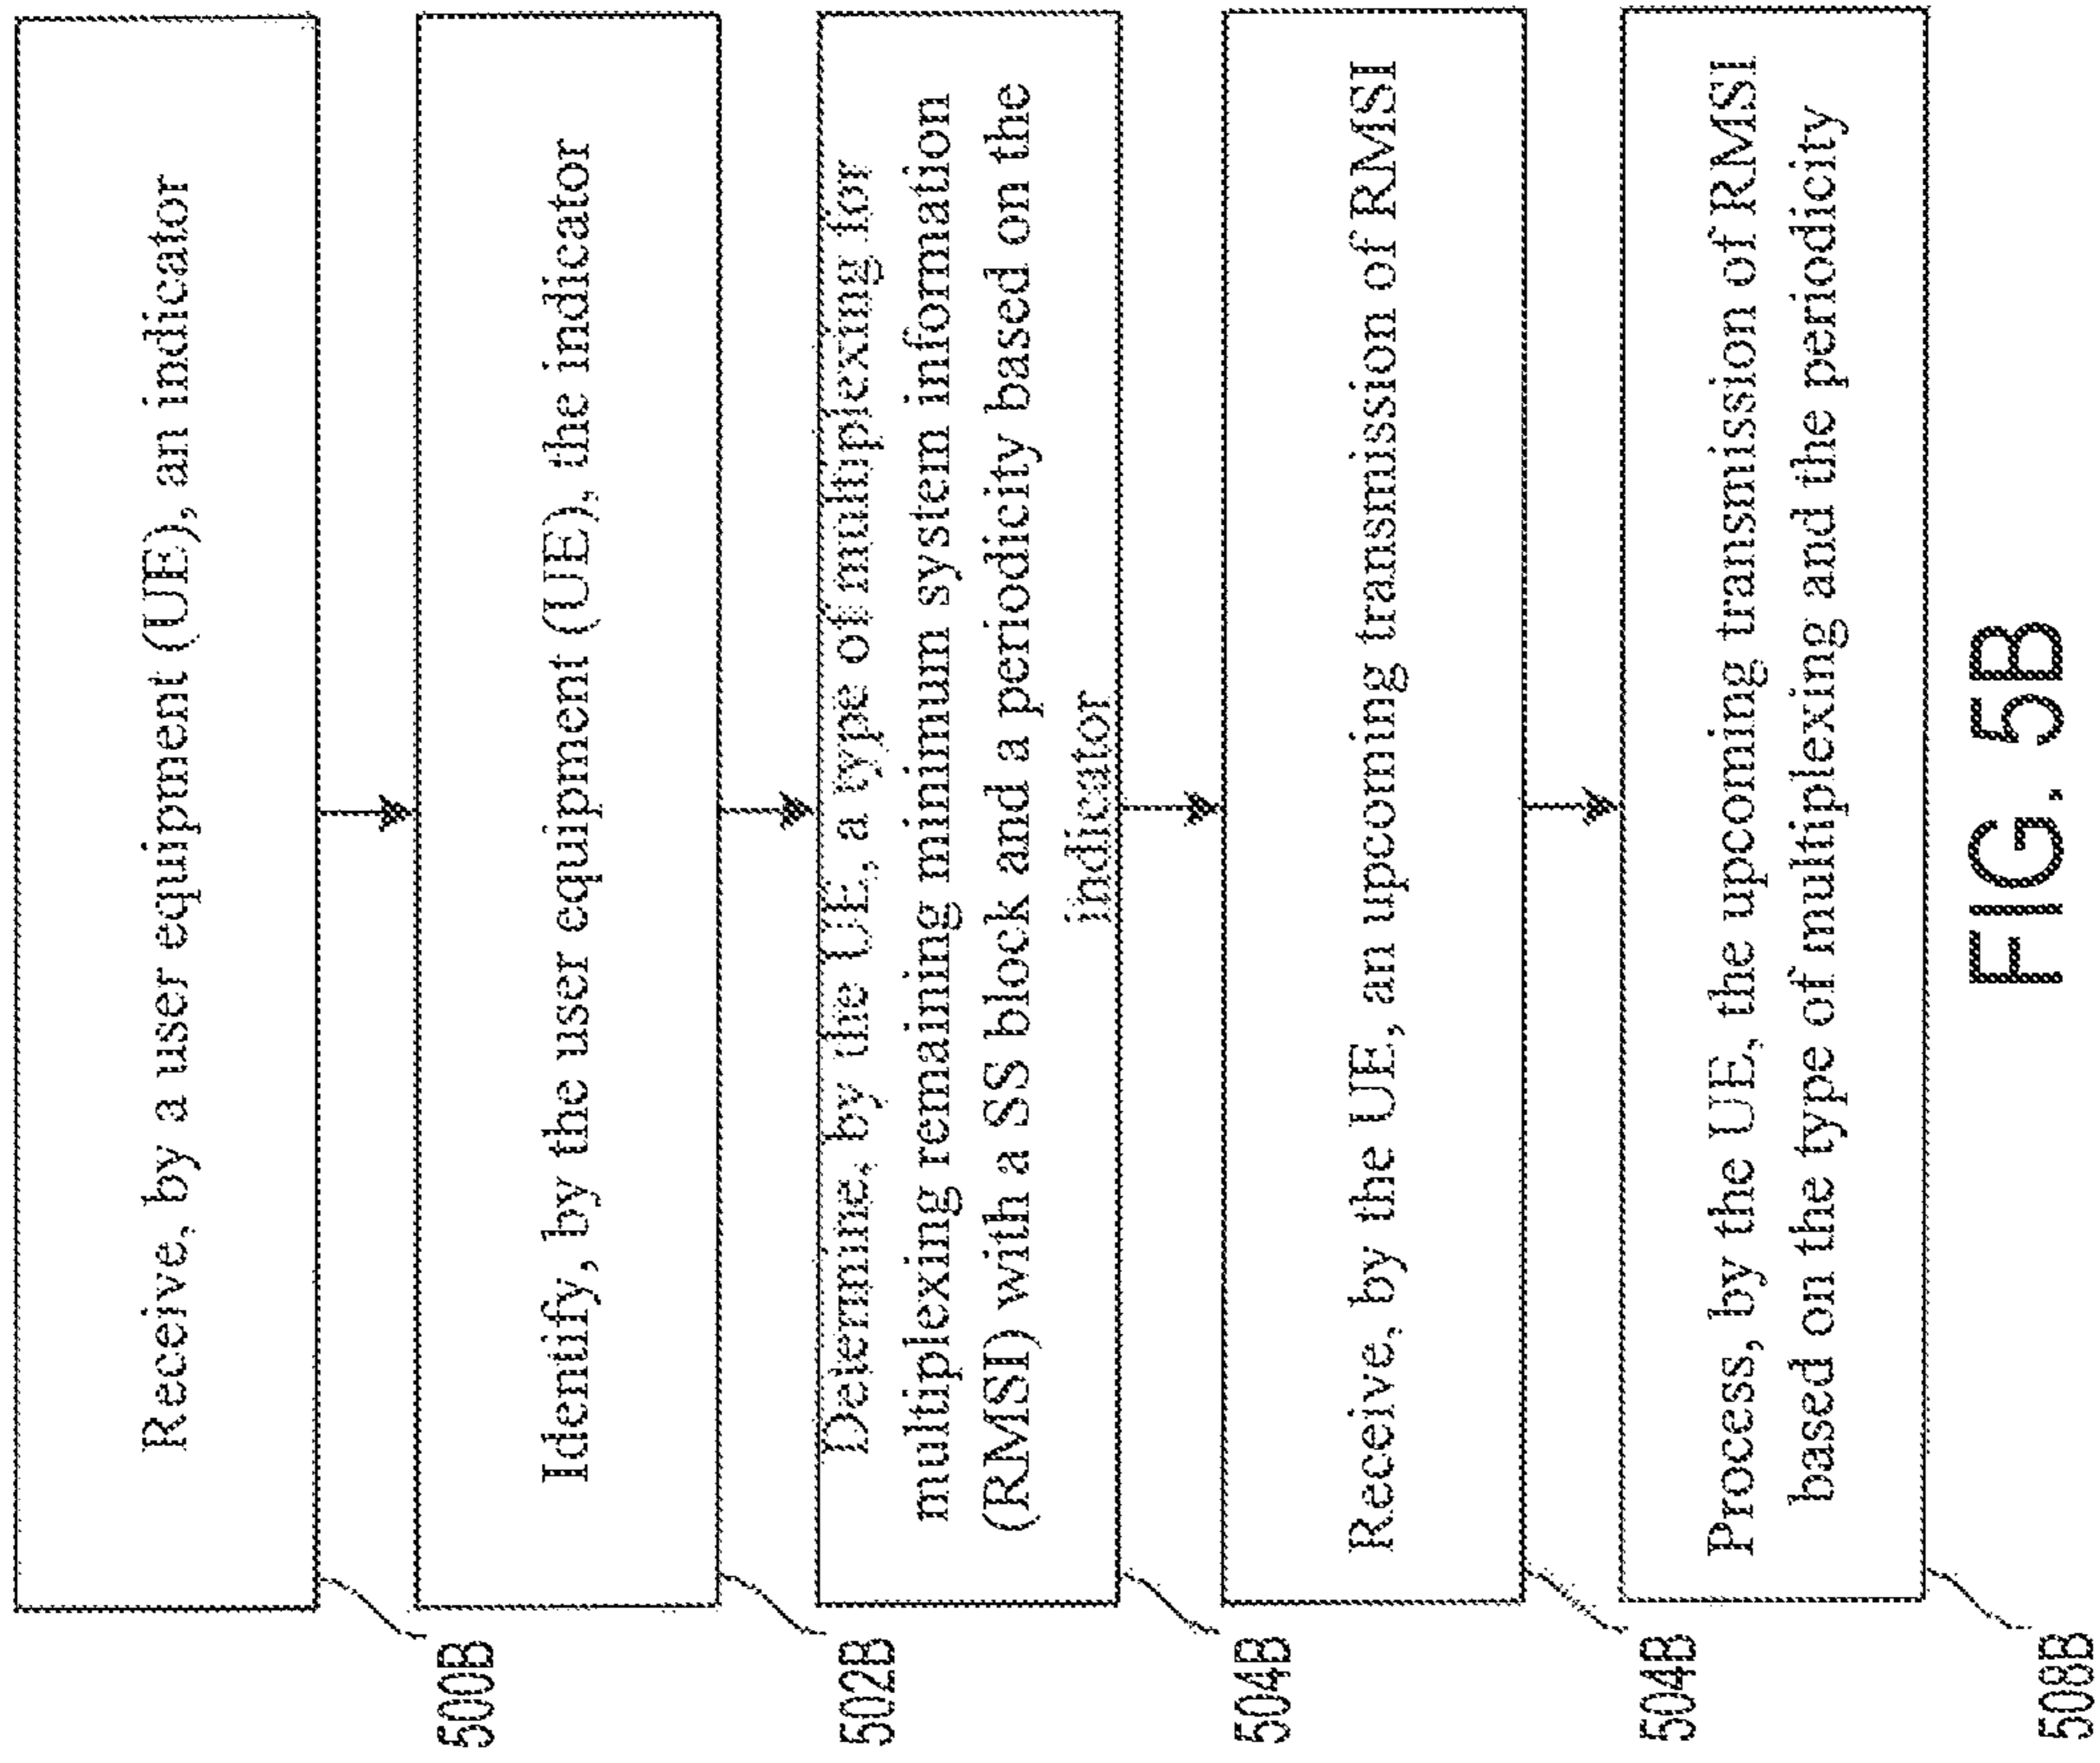 Receive, by a user equipment (UE), an indicator
500B
Identify, by the user equipment (UE), the indicator
502B
Determine, by the UE, a type of multiplexing for
multiplexing remaining minimum system infomation
(RMSI) with a SS block and a periodicity based on the
indicator
504B
Receive, by the UE, an upcoming transmission of RMSI
504B
Process, by the UE, the upcoming transmission of RMSI
based on the type of multiplexing and the periodicity
508B
FIG. 5B